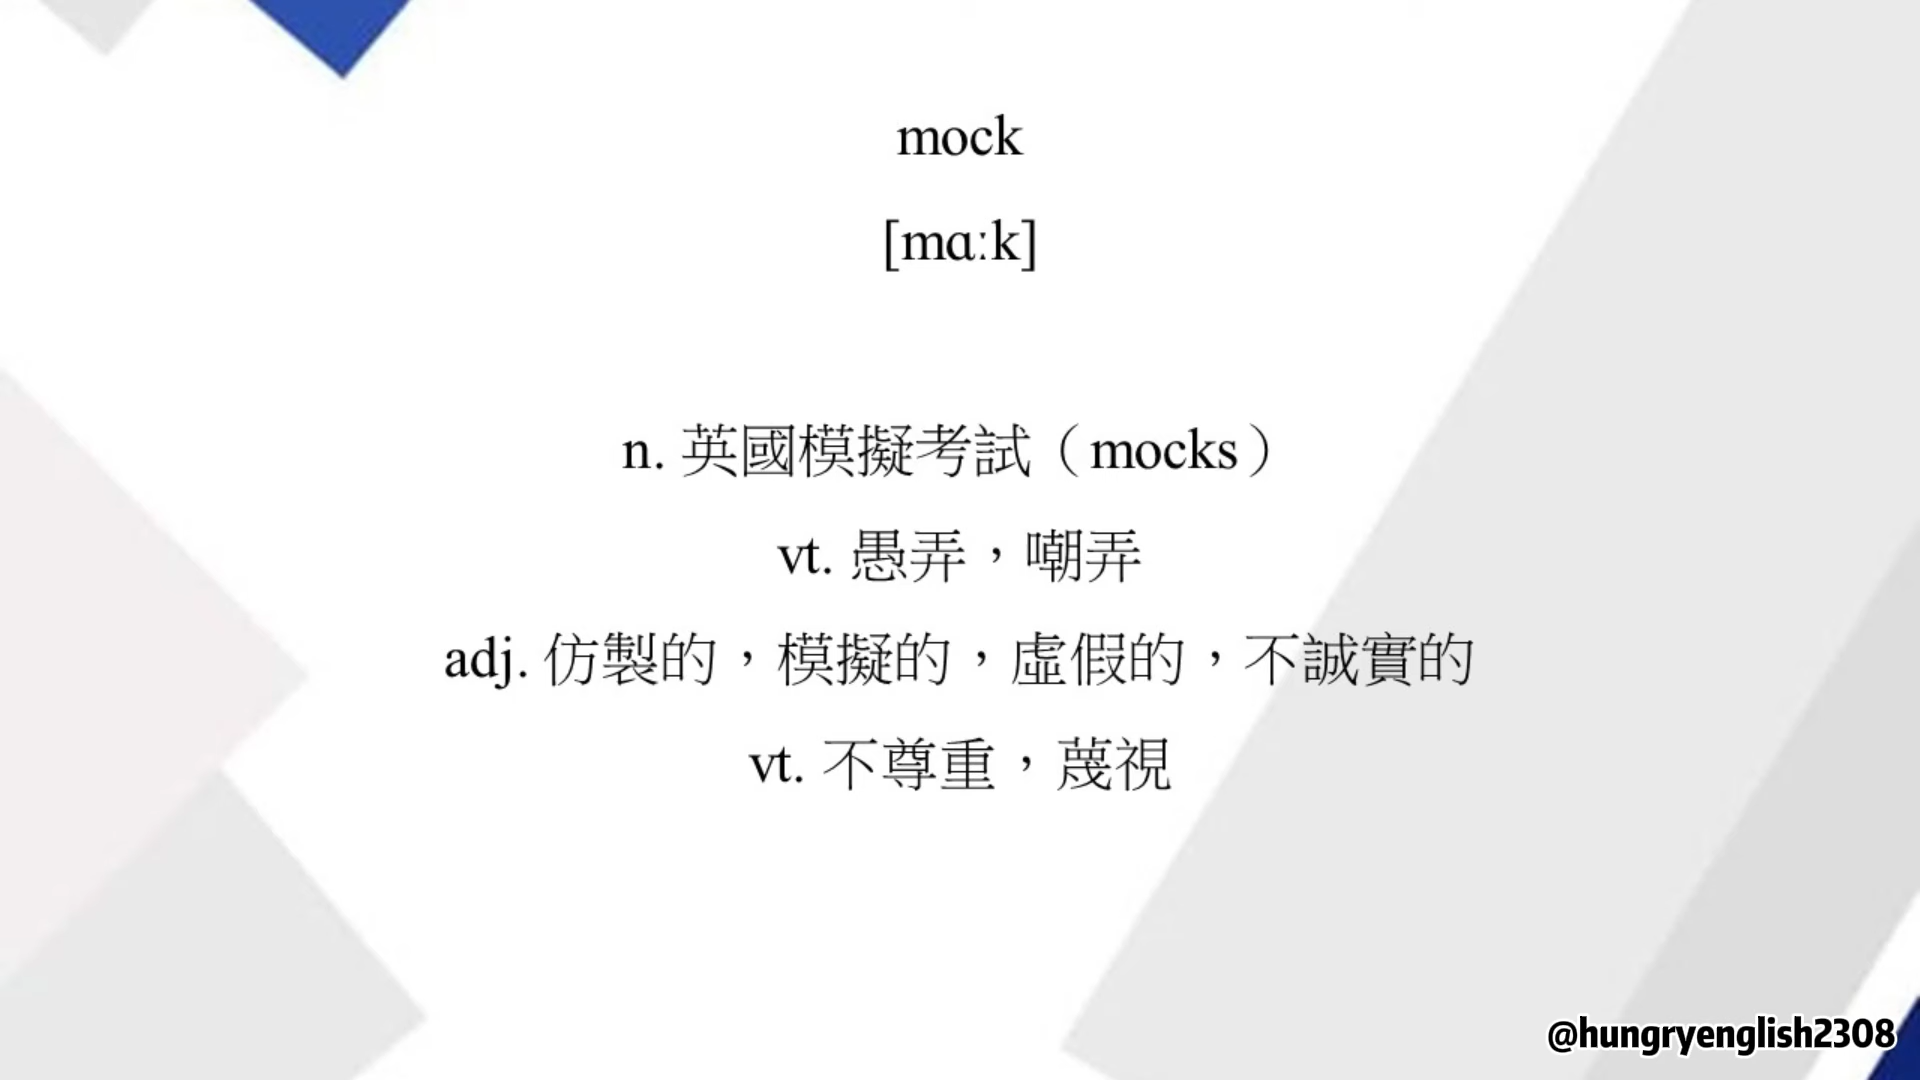 mock
[mɑːk]
n. 英國模擬考試（mocks）
vt. 愚弄，嘲弄
adj. 仿製的，模擬的，虛假的，不誠實的
vt. 不尊重，蔑視
@hungryenglish2308